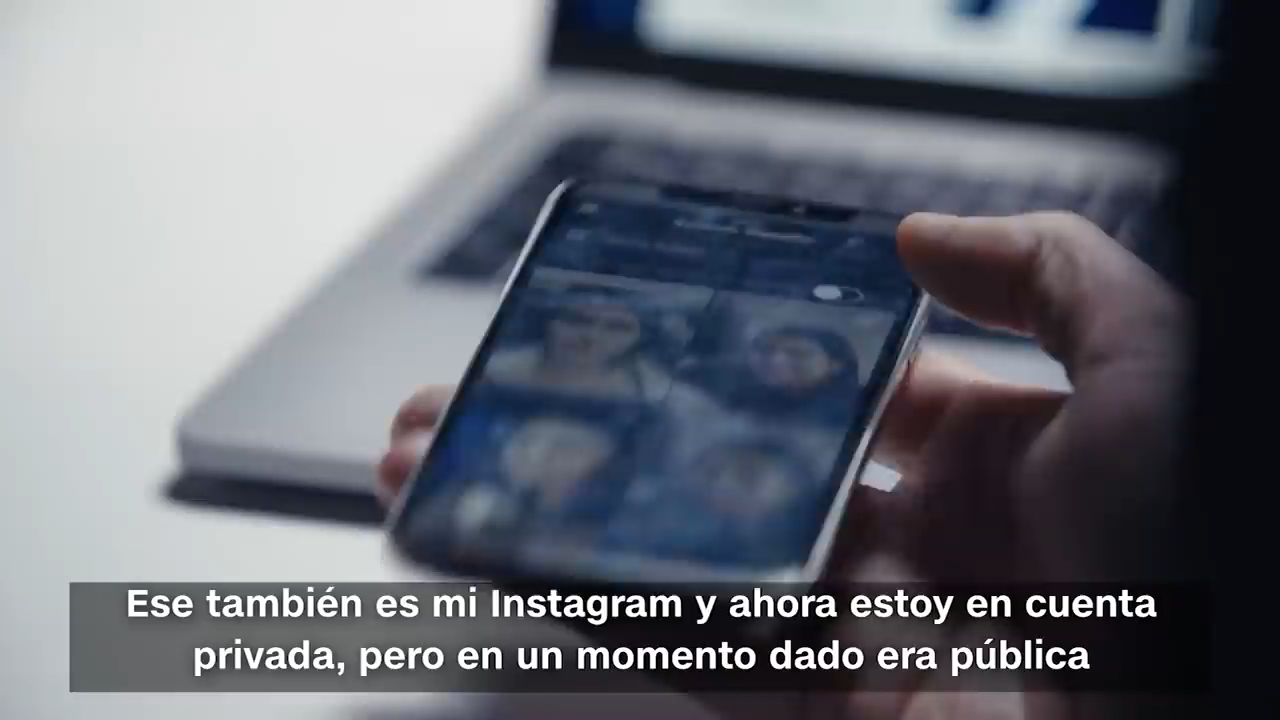 Ese también es mi Instagram y ahora estoy en cuenta
privada, pero en un momento dado era pública